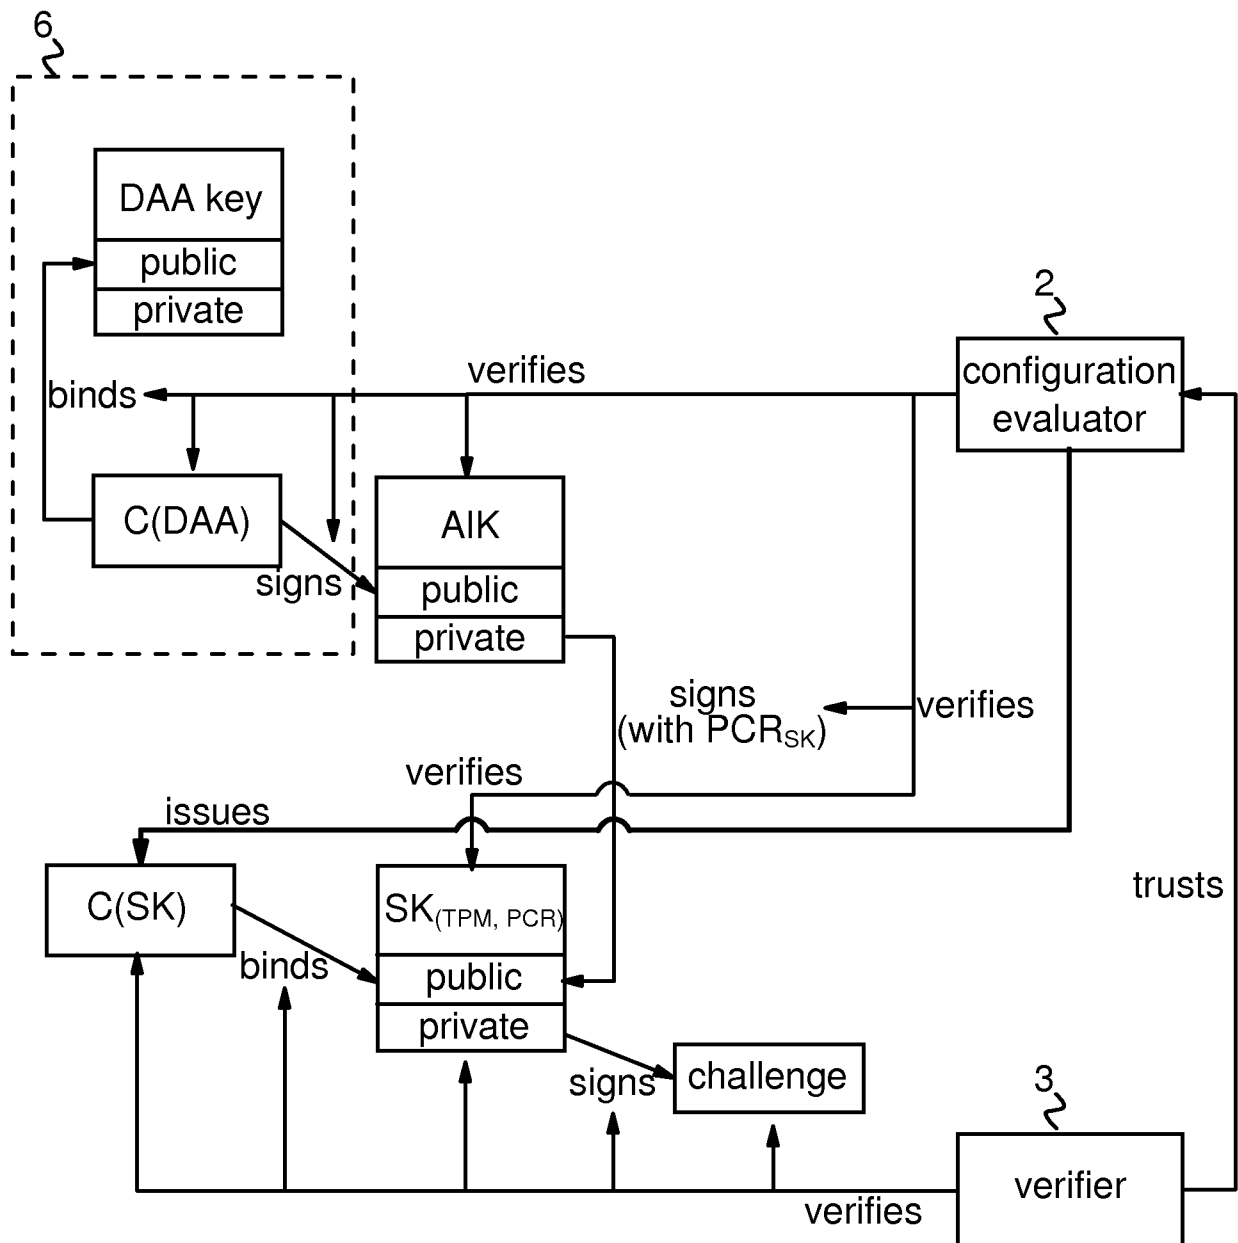 6
DAA key
public
private
2
configuration
evaluator
verifies
binds
C(DAA)
AIK
signs
public
private
signs
(with PCRSK)
verifies
verifies
issues
trusts
C(SK)
SK(TPM, PCR)
binds
public
private
signs
challenge
3
verifier
verifies